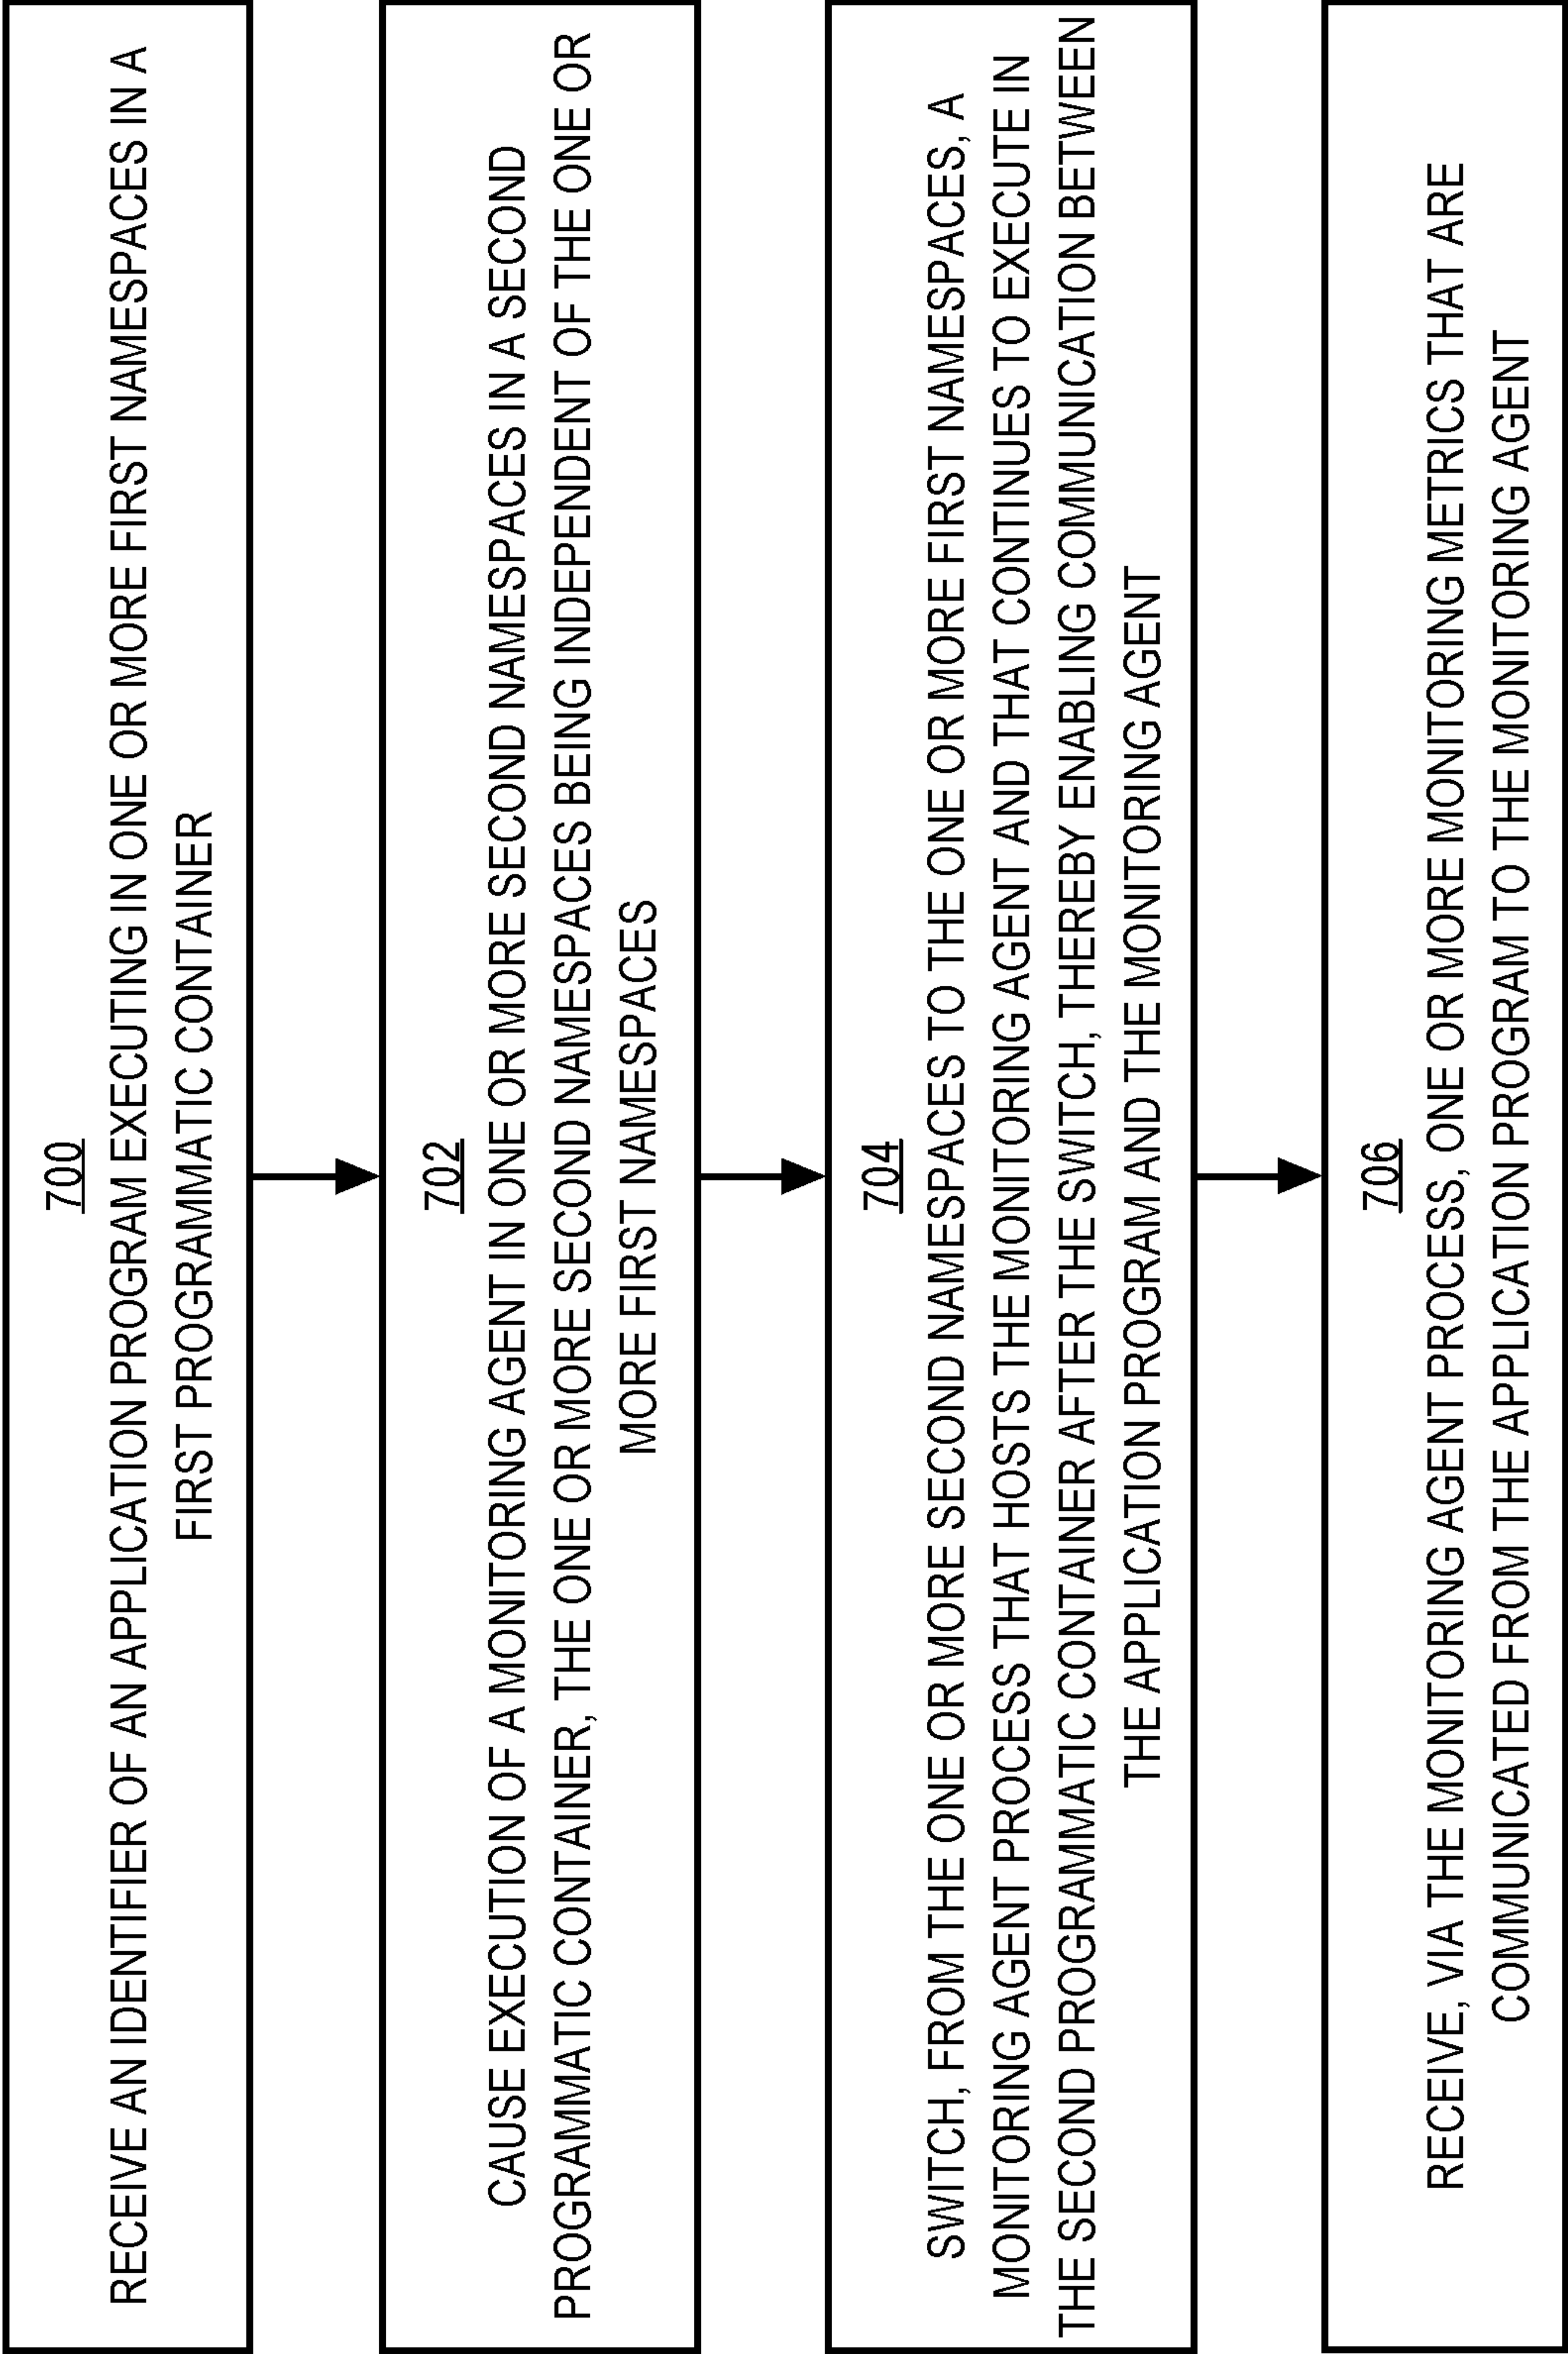 700
RECEIVE AN IDENTIFIER OF AN APPLICATION PROGRAM EXECUTING IN ONE OR MORE FIRST NAMESPACES IN A
FIRST PROGRAMMATIC CONTAINER
702
CAUSE EXECUTION OF A MONITORING AGENT IN ONE OR MORE SECOND NAMESPACES IN A SECOND
PROGRAMMATIC CONTAINER, THE ONE OR MORE SECOND NAMESPACES BEING INDEPENDENT OF THE ONE OR
MORE FIRST NAMESPACES
704
SWITCH, FROM THE ONE OR MORE SECOND NAMESPACES TO THE ONE OR MORE FIRST NAMESPACES, A
MONITORING AGENT PROCESS THAT HOSTS THE MONITORING AGENT AND THAT CONTINUES TO EXECUTE IN
THE SECOND PROGRAMMATIC CONTAINER AFTER THE SWITCH, THEREBY ENABLING COMMUNICATION BETWEEN
THE APPLICATION PROGRAM AND THE MONITORING AGENT
706
RECEIVE, VIA THE MONITORING AGENT PROCESS, ONE OR MORE MONITORING METRICS THAT ARE
COMMUNICATED FROM THE APPLICATION PROGRAM TO THE MONITORING AGENT